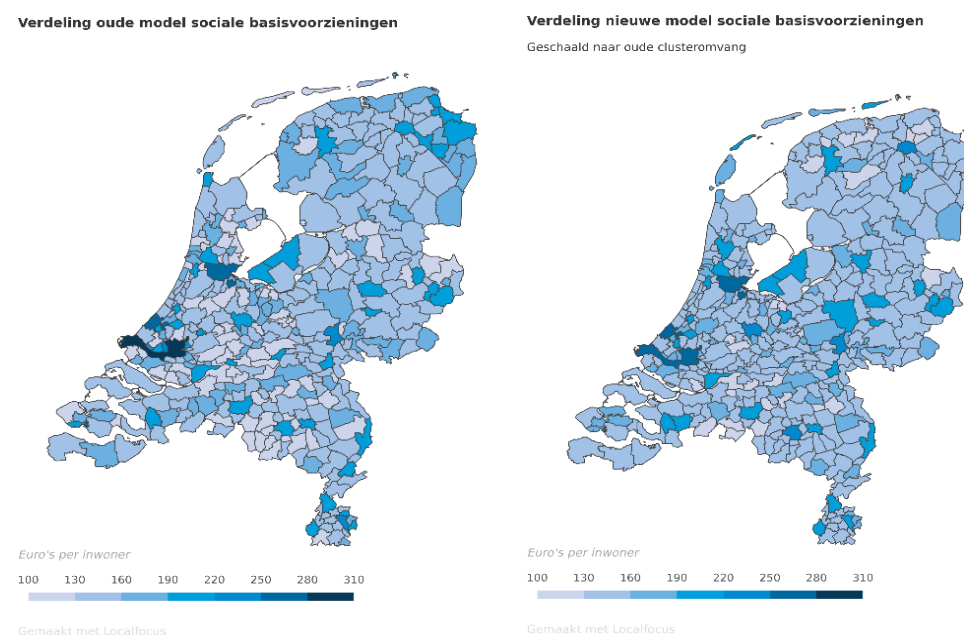 Verdeling oude model sociale basisvoorzieningen
Euro's per inwoner
100 130 160 190 220 250 280 310
Gemaakt met Localfocus
Verdeling nieuwe model sociale basisvoorzieningen
Geschaald naar oude clusteromvang
Euro's per inwoner
100 130 160 190 220 250 280 310
Gemaakt met Localfocus